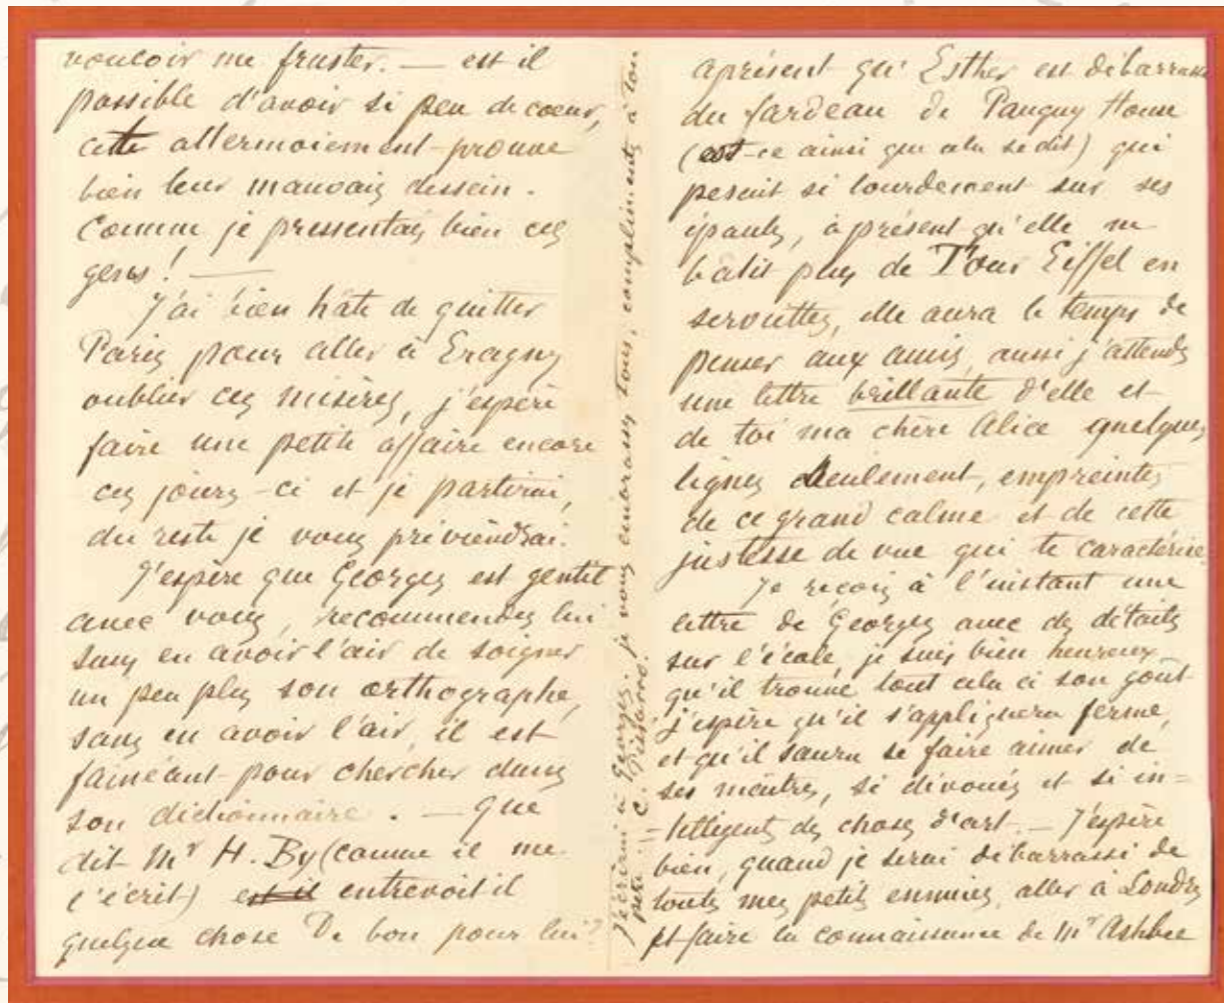 vouloir me fruster. — est il
possible d'avoir si peu de coeur,
cette attermoiement prouve
bien leur mauvais dessein.
Comme je pressentais bien ces
gens ! —
J'ai bien hâte de quitter
Paris pour aller à Eragny
oublier ces misères, j'espère
faire une petite affaire encore
ces jours-ci et je partirai,
du reste je vous préviendrai.
J'espère que Georges est gentil
avec vous, recommendez lui
sans en avoir l'air de soigner
un peu plus son orthographe,
sans en avoir l'air, il est
fainéant pour chercher dans
son dictionnaire. — Que
dit Mr H. By (comme il me
l'écrit) est il entrevoit il
quelque chose De bon pour lui?
J'écrirai à Georges. je vous embrasse tous, compliments à ton
père. C. Pissarro.
aprésent qu'Esther est débarrassé
du fardeau de Panguy House
(est-ce ainsi que cela se dit) qui
pesait si lourdement sur ses
épaules, à présent qu'elle ne
bâtit plus de Tour Eiffel en
serviettes, elle aura le temps de
penser aux amis, aussi j'attends
une lettre brillante d'elle et
de toi ma chère Alice quelques
lignes seulement, empreintes
de ce grand calme et de cette
justesse de vue qui te caractérise
Je reçois à l'instant une
lettre de Georges avec des détails
sur l'école, je suis bien heureux
qu'il trouve tout cela à son goût
j'espère qu'il s'appliquera ferme,
et qu'il saura se faire aimer de
ses maîtres, si dévoués et si in=
=telligents des choses d'art. — J'espère
bien, quand je serai débarrassé de
toutes mes petits ennuies, aller à Londres
et faire la connaissance de Mr Ashbee